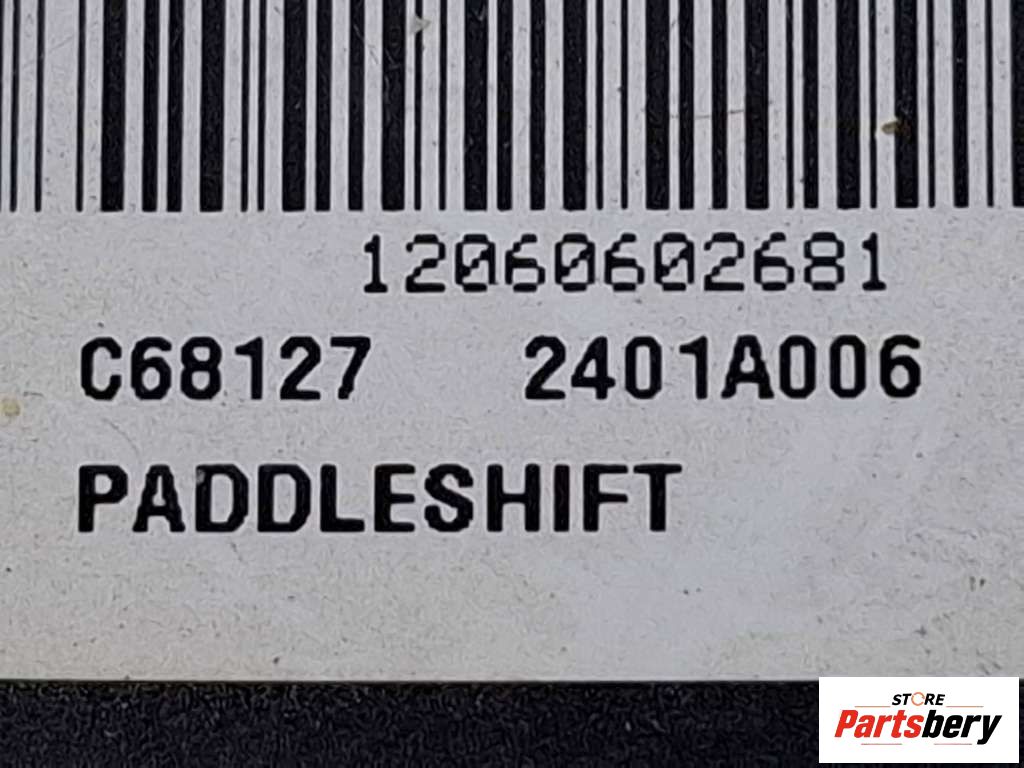 12060602681
C68127 2401A006
PADDLESHIFT
STORE
Partsbery